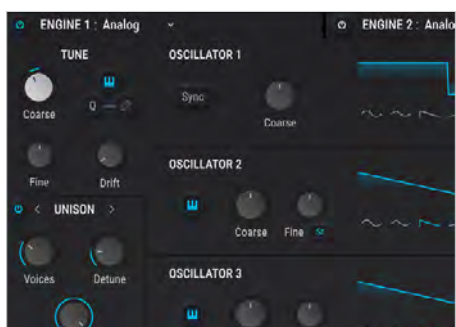 ENGINE 1 : Analog
ENGINE 2 : Analo
TUNE
OSCILLATOR 1
Q
Sync
Coarse
Coarse
Fine
Drift
OSCILLATOR 2
UNISON
Coarse
Fine
Voices
Detune
OSCILLATOR 3